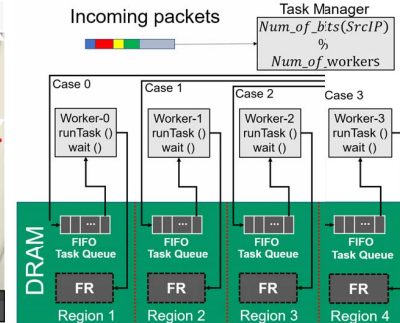 Incoming packets
Task Manager
Num_of_bits(SrcIP)
%
Num_of_workers
Case 0
Case 1
Case 2
Case 3
Worker-0
runTask ()
wait ()
Worker-1
runTask ()
wait ()
Worker-2
runTask ()
wait ()
Worker-3
runTask ()
wait ()
DRAM
...
FIFO
Task Queue
...
FIFO
Task Queue
...
FIFO
Task Queue
...
FIFO
Task Queue
FR
FR
FR
FR
Region 1
Region 2
Region 3
Region 4